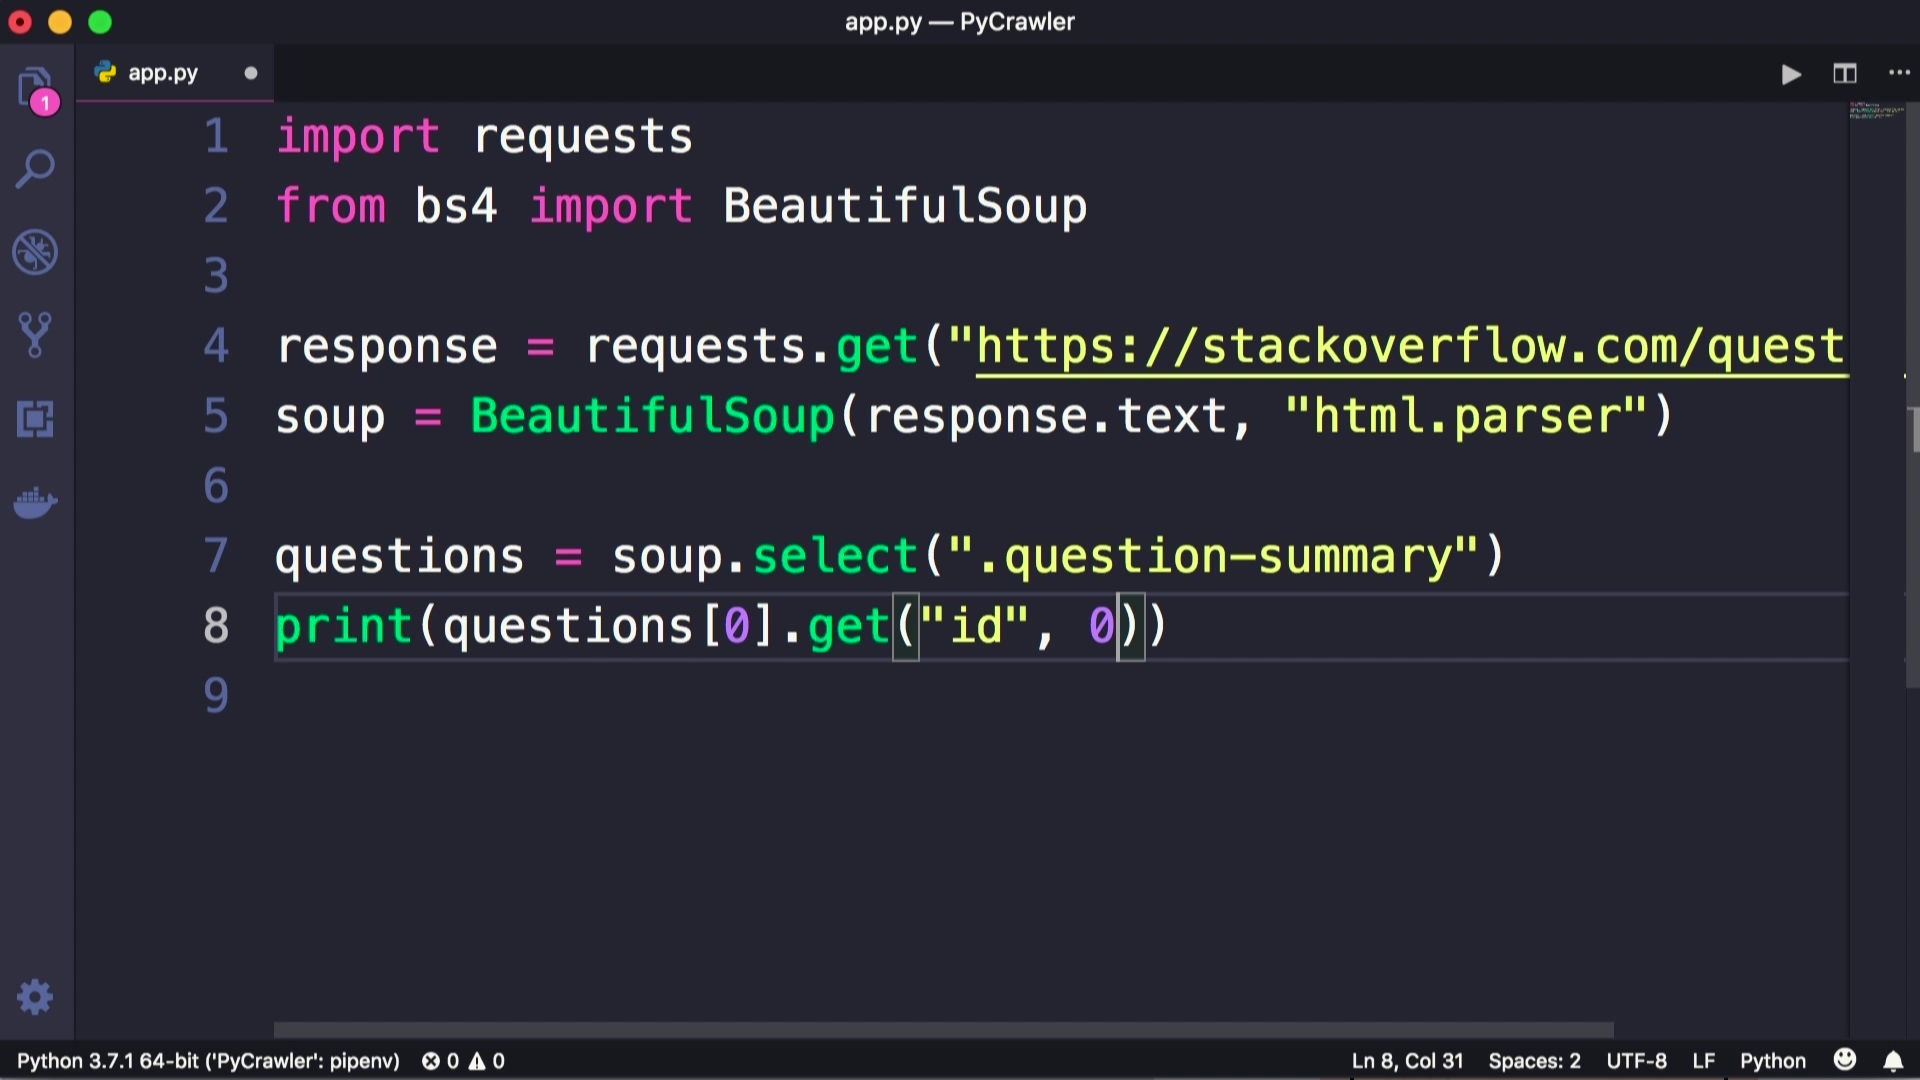 app.py — PyCrawler
app.py
1
1 import requests
2 from bs4 import BeautifulSoup
3
4 response = requests.get("https://stackoverflow.com/quest
5 soup = BeautifulSoup(response.text, "html.parser")
6
7 questions = soup.select(".question-summary")
8 print(questions[0].get("id", 0))
9
Python 3.7.1 64-bit ('PyCrawler': pipenv) 0 0 Ln 8, Col 31 Spaces: 2 UTF-8 LF Python